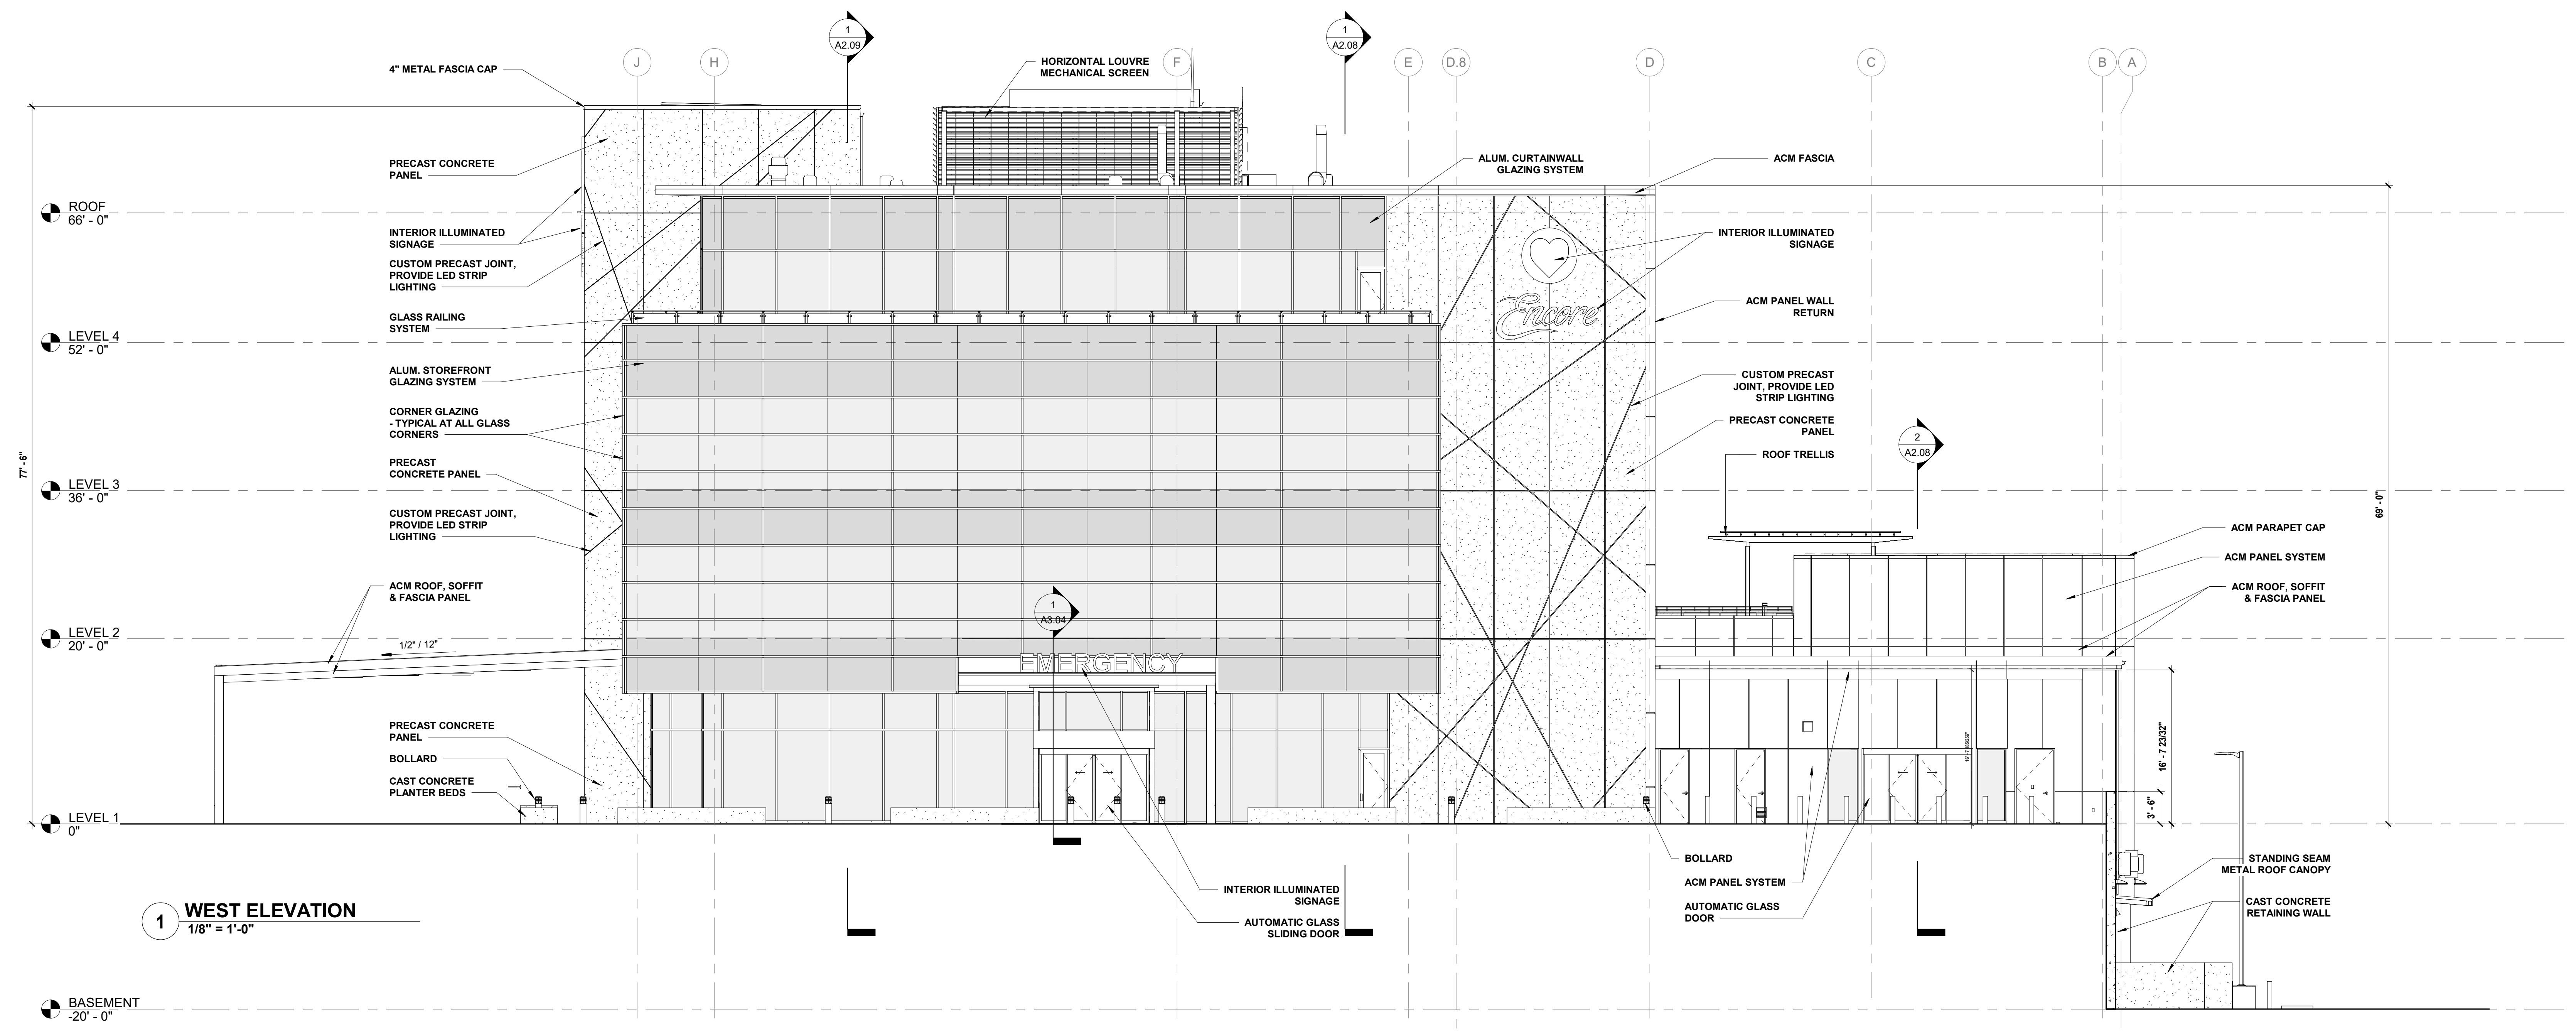 1
A2.09
1
A2.08
J
H
F
E
D.8
D
C
B
A
4" METAL FASCIA CAP
HORIZONTAL LOUVRE
MECHANICAL SCREEN
PRECAST CONCRETE
PANEL
ALUM. CURTAINWALL
GLAZING SYSTEM
ACM FASCIA
ROOF
66' - 0"
INTERIOR ILLUMINATED
SIGNAGE
INTERIOR ILLUMINATED
SIGNAGE
CUSTOM PRECAST JOINT,
PROVIDE LED STRIP
LIGHTING
Encore
ACM PANEL WALL
RETURN
GLASS RAILING
SYSTEM
LEVEL 4
52' - 0"
ALUM. STOREFRONT
GLAZING SYSTEM
CUSTOM PRECAST
JOINT, PROVIDE LED
STRIP LIGHTING
CORNER GLAZING
- TYPICAL AT ALL GLASS
CORNERS
PRECAST CONCRETE
PANEL
2
A2.08
ROOF TRELLIS
77' - 6"
PRECAST
CONCRETE PANEL
LEVEL 3
36' - 0"
69' - 0"
CUSTOM PRECAST JOINT,
PROVIDE LED STRIP
LIGHTING
ACM PARAPET CAP
ACM PANEL SYSTEM
ACM ROOF, SOFFIT
& FASCIA PANEL
ACM ROOF, SOFFIT
& FASCIA PANEL
1
A3.04
LEVEL 2
20' - 0"
1/2" / 12"
EMERGENCY
PRECAST CONCRETE
PANEL
BOLLARD
CAST CONCRETE
PLANTER BEDS
16' - 7 23/32"
3' - 6"
LEVEL 1
0"
BOLLARD
ACM PANEL SYSTEM
AUTOMATIC GLASS
DOOR
STANDING SEAM
METAL ROOF CANOPY
INTERIOR ILLUMINATED
SIGNAGE
AUTOMATIC GLASS
SLIDING DOOR
CAST CONCRETE
RETAINING WALL
1
WEST ELEVATION
1/8" = 1'-0"
BASEMENT
-20' - 0"